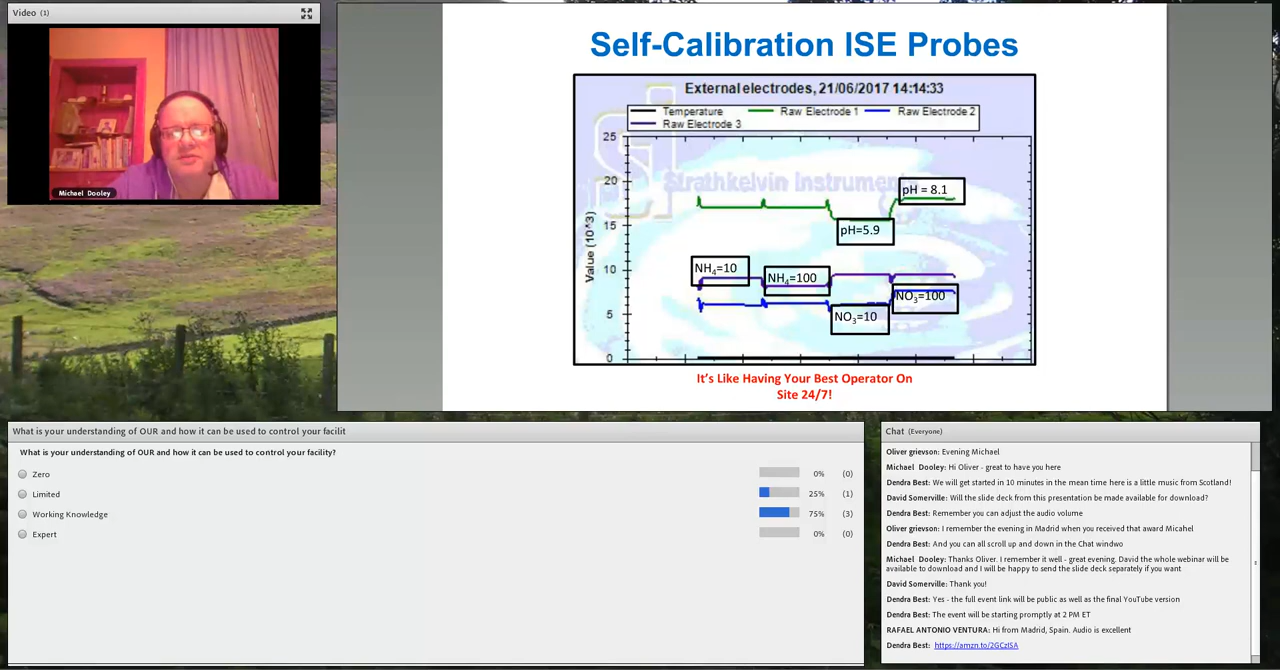 Video (1)
Michael Dooley
Self-Calibration ISE Probes
External electrodes, 21/06/2017 14:14:33
Temperature
Raw Electrode 1
Raw Electrode 2
Raw Electrode 3
Strathkelvin Instrumen
Value (10^3)
25
20
15
10
5
0
pH = 8.1
pH=5.9
NH₄=10
NH₄=100
NO₃=100
NO₃=10
It's Like Having Your Best Operator On
Site 24/7!
What is your understanding of OUR and how it can be used to control your facilit
What is your understanding of OUR and how it can be used to control your facility?
Zero 0% (0)
Limited 25% (1)
Working Knowledge 75% (3)
Expert 0% (0)
Chat (Everyone)
Oliver grievson: Evening Michael
Michael Dooley: Hi Oliver - great to have you here
Dendra Best: We will get started in 10 minutes in the mean time here is a little music from Scotland!
David Somerville: Will the slide deck from this presentation be made available for download?
Dendra Best: Remember you can adjust the audio volume
Oliver grievson: I remember the evening in Madrid when you received that award Micahel
Dendra Best: And you can all scroll up and down in the Chat windwo
Michael Dooley: Thanks Oliver. I remember it well - great evening. David the whole webinar will be
available to download and I will be happy to send the slide deck separately if you want
David Somerville: Thank you!
Dendra Best: Yes - the full event link will be public as well as the final YouTube version
Dendra Best: The event will be starting promptly at 2 PM ET
RAFAEL ANTONIO VENTURA: Hi from Madrid, Spain. Audio is excellent
Dendra Best: https://amzn.to/2GCzlSA